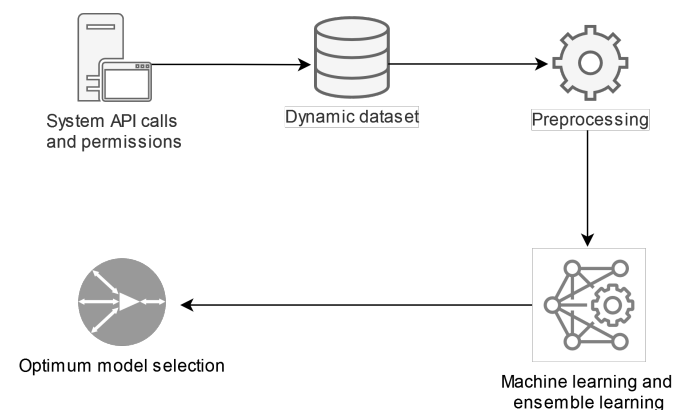 System API calls
and permissions
Dynamic dataset
Preprocessing
Optimum model selection
Machine learning and
ensemble learning